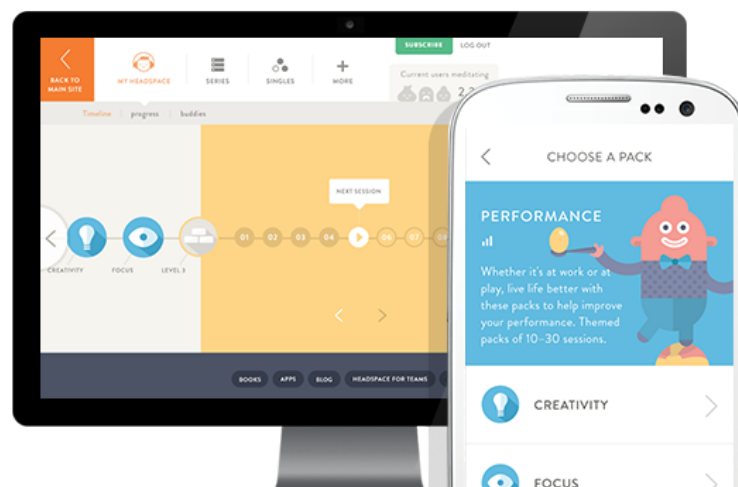 BACK TO
MAIN SITE
MY HEADSPACE
SERIES
SINGLES
MORE
SUBSCRIBE
LOG OUT
Current users meditating
Timeline
progress
buddies
NEXT SESSION
01
02
03
04
06
07
08
CREATIVITY
FOCUS
LEVEL 3
BOOKS
APPS
BLOG
HEADSPACE FOR TEAMS
CHOOSE A PACK
PERFORMANCE
Whether it's at work or at
play, live life better with
these packs to help improve
your performance. Themed
packs of 10–30 sessions.
CREATIVITY
FOCUS